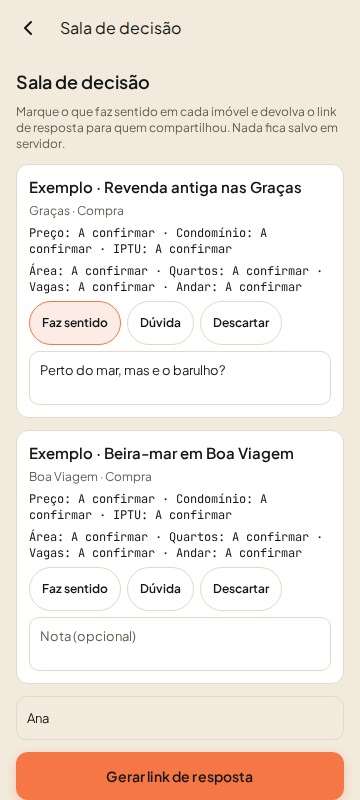 Sala de decisão
Sala de decisão
Marque o que faz sentido em cada imóvel e devolva o link
de resposta para quem compartilhou. Nada fica salvo em
servidor.
Exemplo · Revenda antiga nas Graças
Graças · Compra
Preço: A confirmar · Condomínio: A
confirmar · IPTU: A confirmar
Área: A confirmar · Quartos: A confirmar ·
Vagas: A confirmar · Andar: A confirmar
Faz sentido Dúvida Descartar
Perto do mar, mas e o barulho?
Exemplo · Beira-mar em Boa Viagem
Boa Viagem · Compra
Preço: A confirmar · Condomínio: A
confirmar · IPTU: A confirmar
Área: A confirmar · Quartos: A confirmar ·
Vagas: A confirmar · Andar: A confirmar
Faz sentido Dúvida Descartar
Nota (opcional)
Ana
Gerar link de resposta